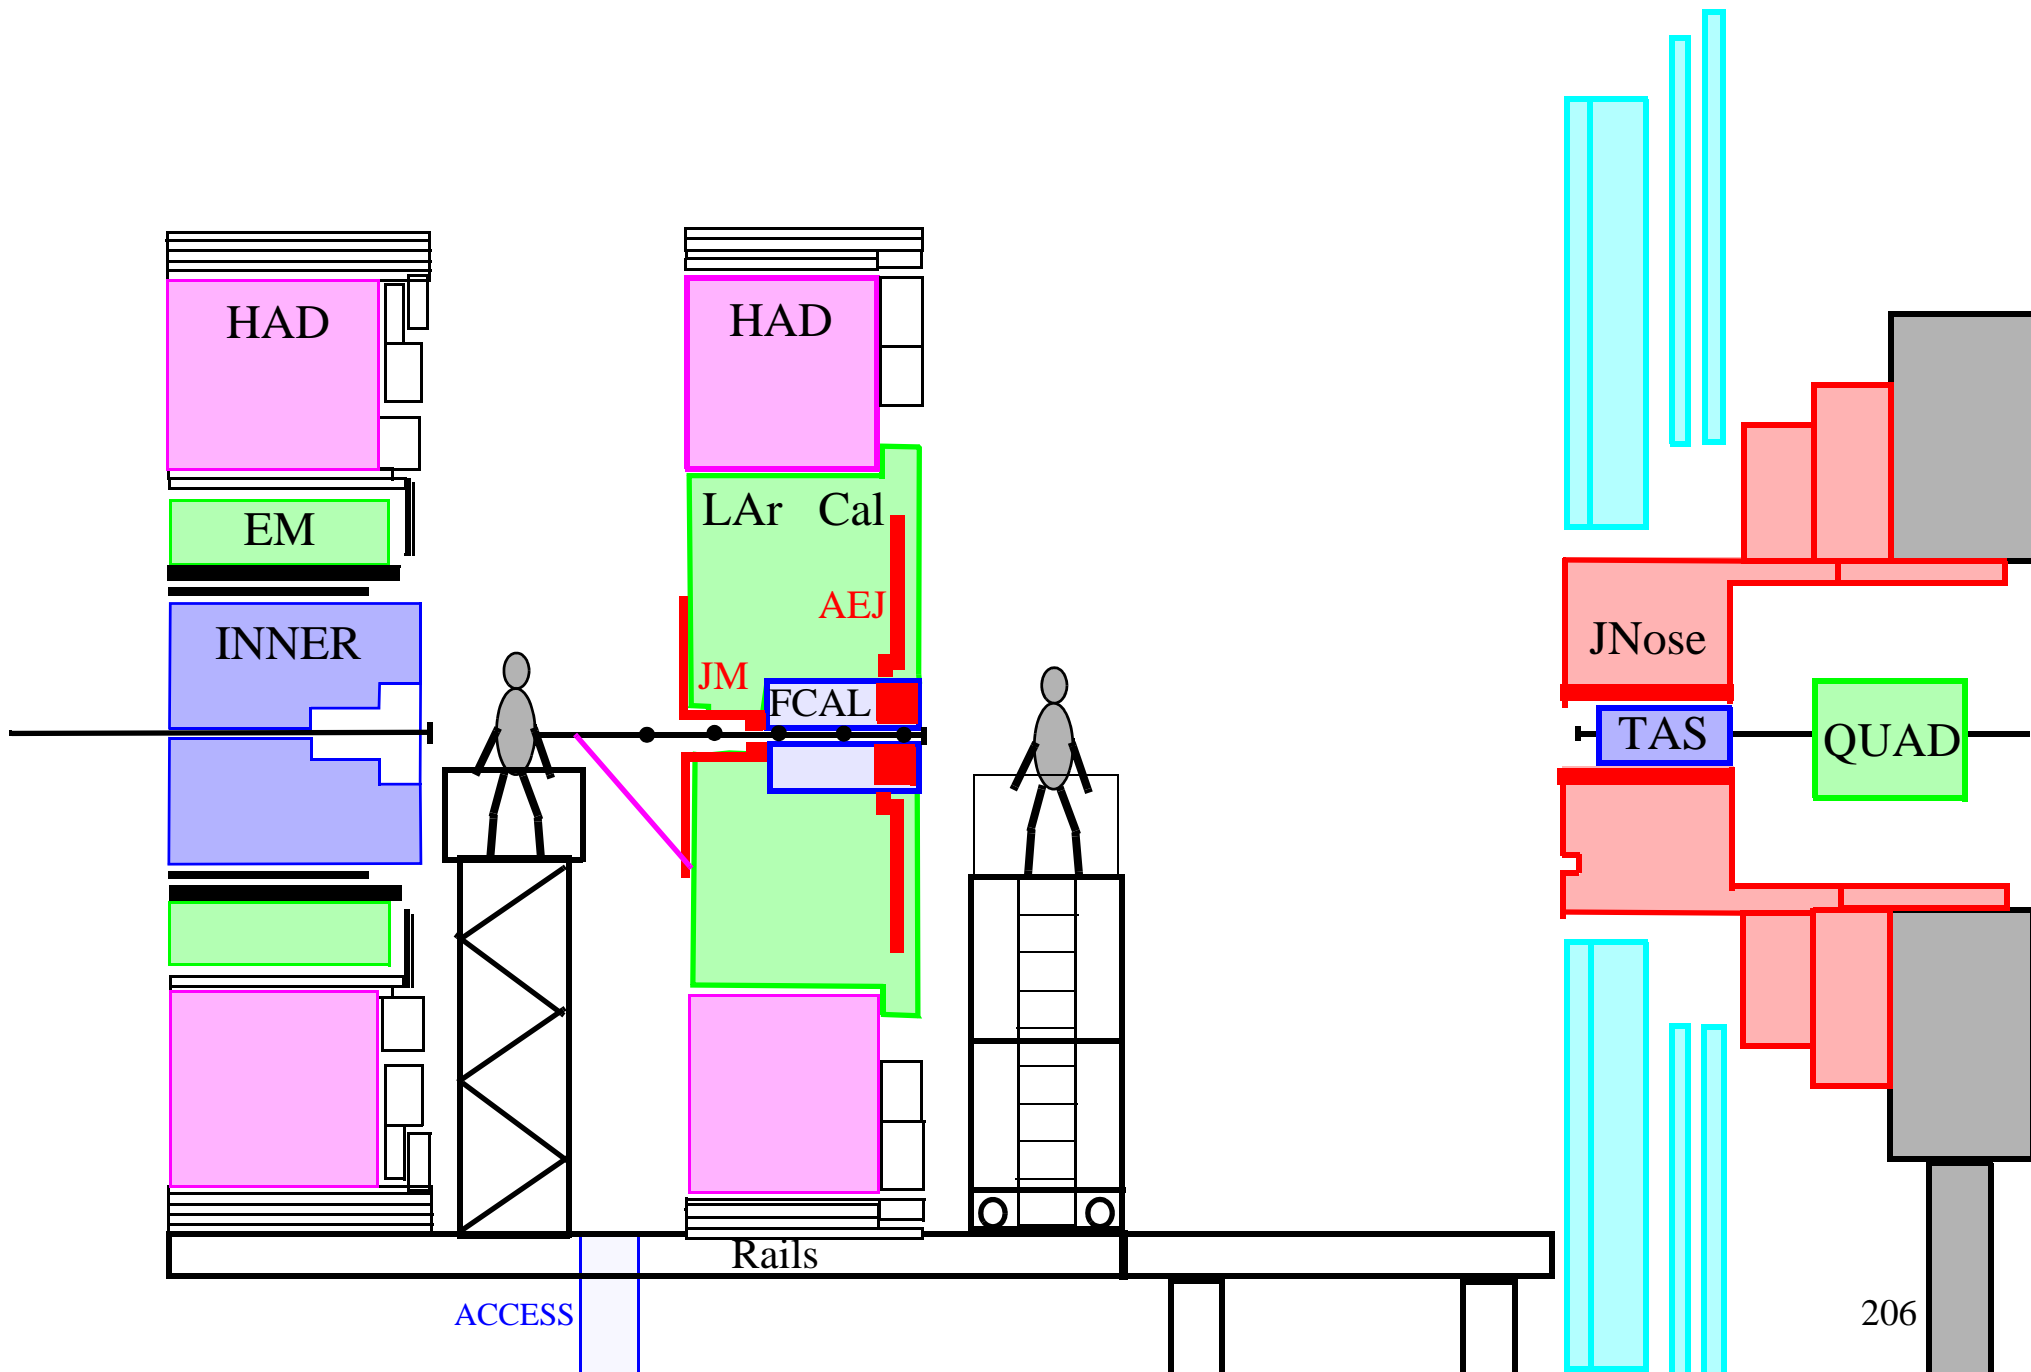 HAD
HAD
LAr Cal
EM
AEJ
INNER
JNose
JM
FCAL
TAS
QUAD
Rails
ACCESS
206